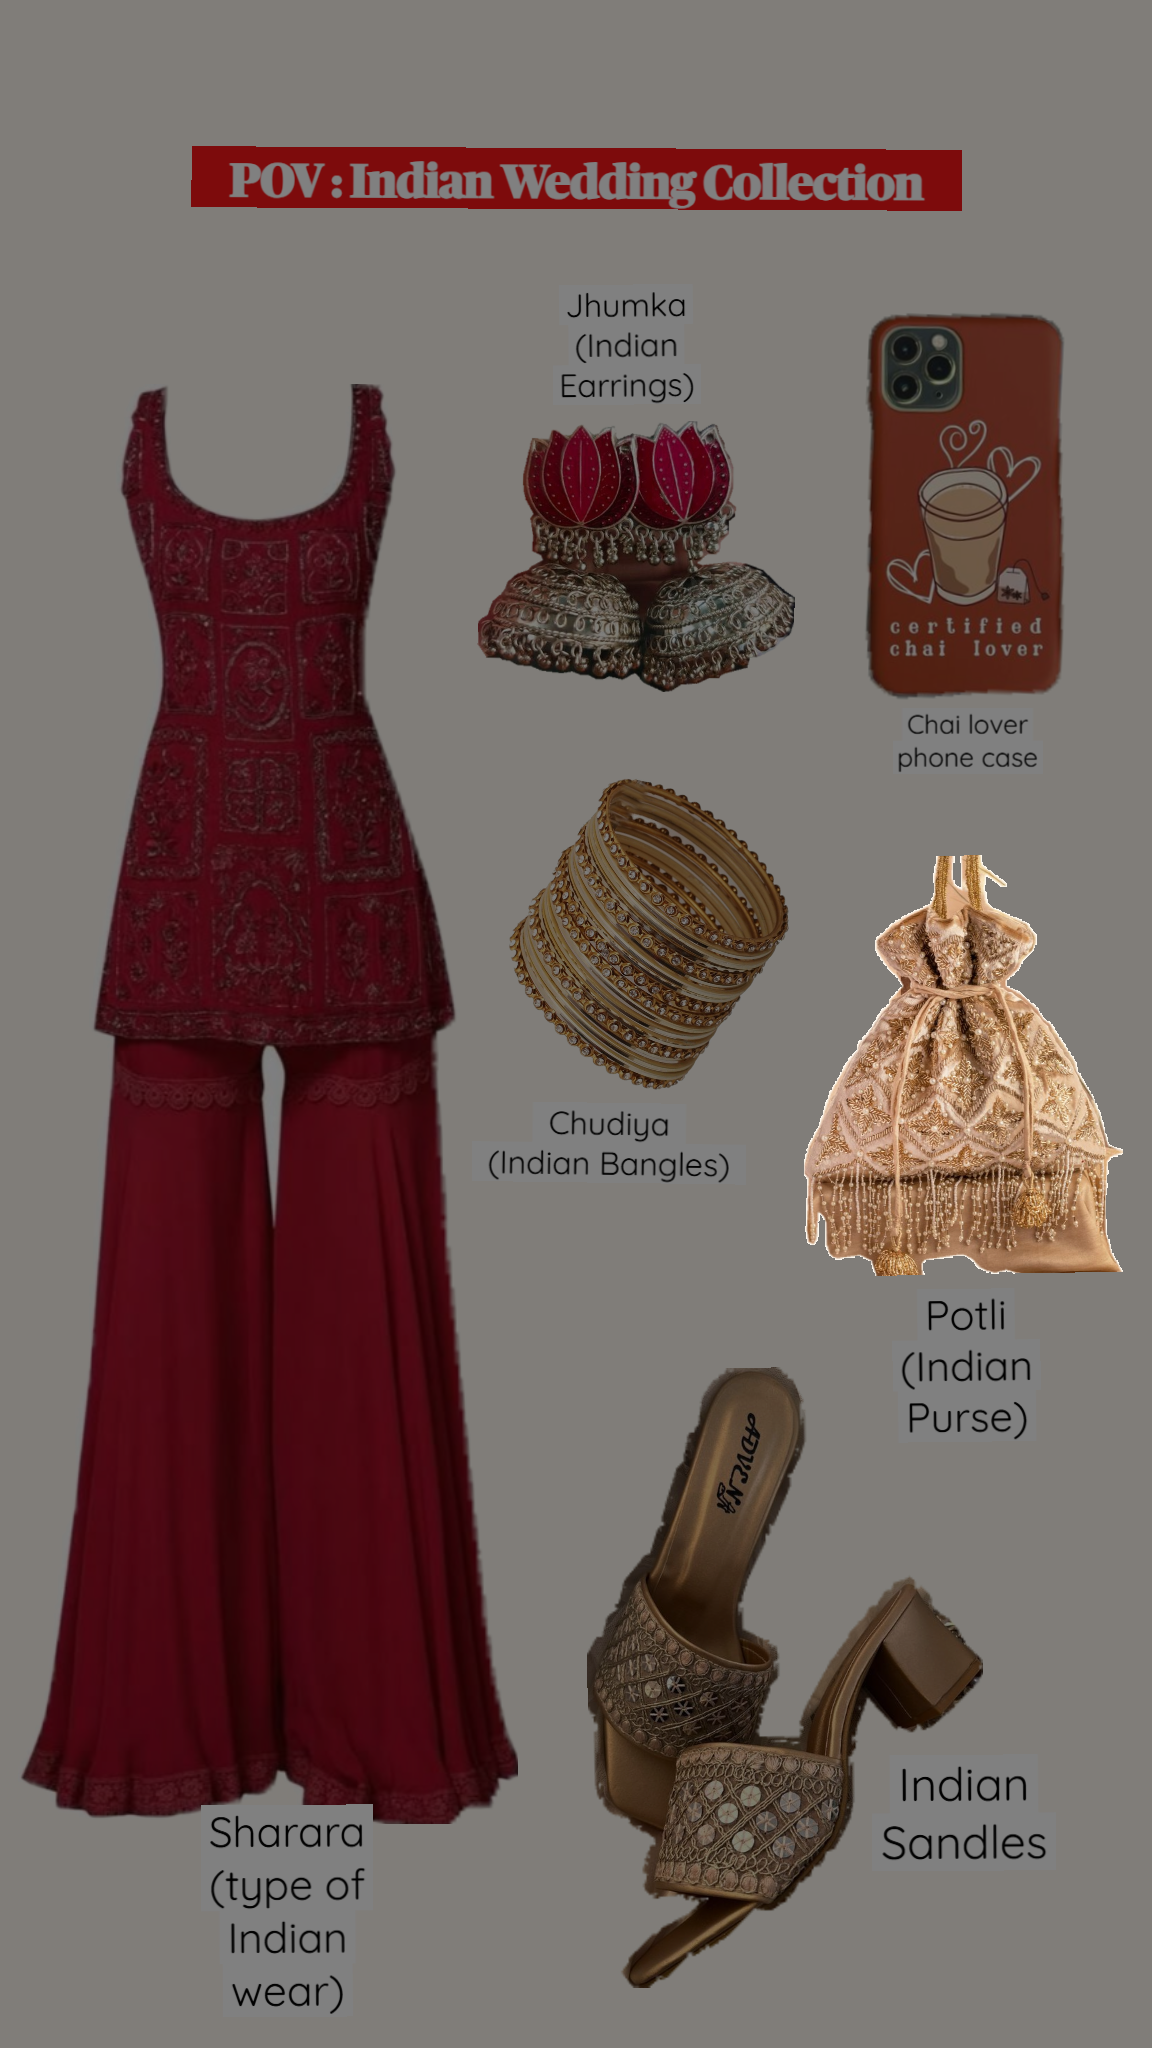 POV : Indian Wedding Collection
Jhumka
(Indian
Earrings)
certified
chai lover
Chai lover
phone case
Chudiya
(Indian Bangles)
Potli
(Indian
Purse)
ADVENA
Indian
Sandles
Sharara
(type of
Indian
wear)